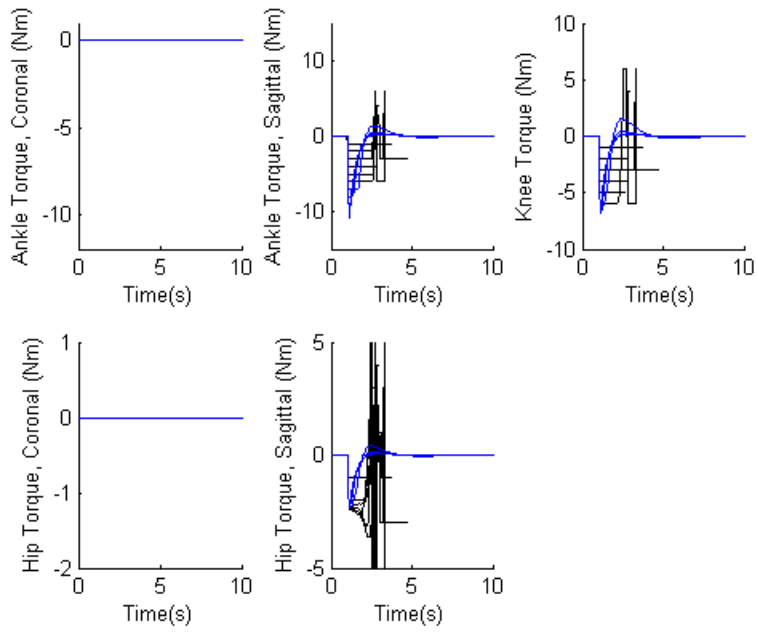 Ankle Torque, Coronal (Nm)
0
-5
-10
0 5 10
Time(s)
Ankle Torque, Sagittal (Nm)
10
0
-10
0 5 10
Time(s)
Knee Torque (Nm)
10
5
0
-5
-10
0 5 10
Time(s)
Hip Torque, Coronal (Nm)
1
0
-1
-2
0 5 10
Time(s)
Hip Torque, Sagittal (Nm)
5
0
-5
0 5 10
Time(s)